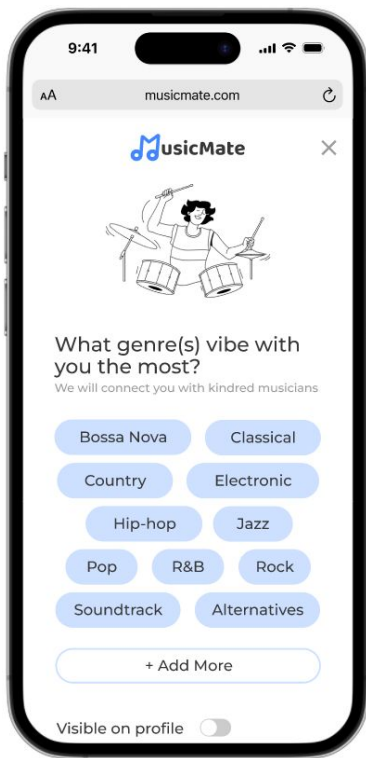 9:41
AA musicmate.com
MusicMate
What genre(s) vibe with
you the most?
We will connect you with kindred musicians
Bossa Nova Classical
Country Electronic
Hip-hop Jazz
Pop R&B Rock
Soundtrack Alternatives
+ Add More
Visible on profile